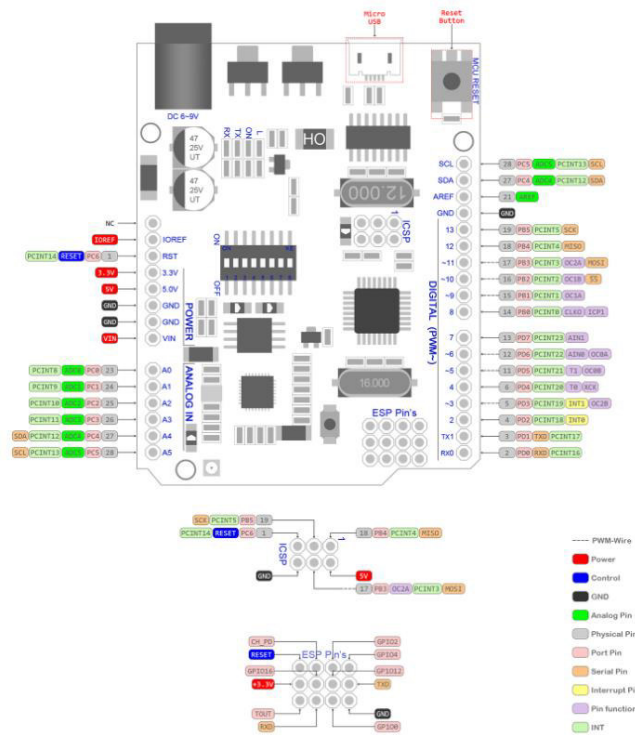 Micro
USB
Reset
Button
MCU RESET
DC 6~9V
47
25V
UT
47
25V
UT
RX
TX
ON
L
OH
12.000
1
ICSP
ON
OFF
1 2 3 4 5 6 7 8
16.000
ESP Pin's
POWER
ANALOG IN
DIGITAL (PWM~)
NC
IOREF IOREF
PCINT14 RESET PC6 1 RST
3.3V 3.3V
5V 5.0V
GND GND
GND GND
VIN VIN
PCINT8 ADC0 PC0 23 A0
PCINT9 ADC1 PC1 24 A1
PCINT10 ADC2 PC2 25 A2
PCINT11 ADC3 PC3 26 A3
SDA PCINT12 ADC4 PC4 27 A4
SCL PCINT13 ADC5 PC5 28 A5
SCL 28 PC5 ADC5 PCINT13 SCL
SDA 27 PC4 ADC4 PCINT12 SDA
AREF 21 AREF
GND GND
13 19 PB5 PCINT5 SCK
12 18 PB4 PCINT4 MISO
~11 17 PB3 PCINT3 OC2A MOSI
~10 16 PB2 PCINT2 OC1B SS
~9 15 PB1 PCINT1 OC1A
8 14 PB0 PCINT0 CLKO ICP1
7 13 PD7 PCINT23 AIN1
~6 12 PD6 PCINT22 AIN0 OC0A
~5 11 PD5 PCINT21 T1 OC0B
4 6 PD4 PCINT20 T0 XCK
~3 5 PD3 PCINT19 INT1 OC2B
2 4 PD2 PCINT18 INT0
TX1 3 PD1 TXD PCINT17
RX0 2 PD0 RXD PCINT16
SCK PCINT5 PB5 19
PCINT14 RESET PC6 1
GND
ICSP
1
18 PB4 PCINT4 MISO
5V
17 PB3 OC2A PCINT3 MOSI
CH_PD
RESET
GPIO16
+3.3V
TOUT
RXD
ESP Pin's
GPIO2
GPIO4
GPIO12
TXD
GND
GPIO0
PWM-Wire
Power
Control
GND
Analog Pin
Physical Pin
Port Pin
Serial Pin
Interrupt Pi
Pin function
INT